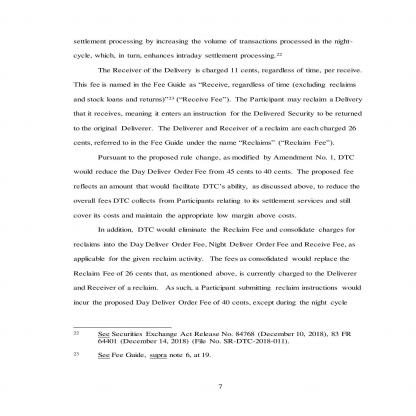 settlement processing by increasing the volume of transactions processed in the night-
cycle, which, in turn, enhances intraday settlement processing.22
The Receiver of the Delivery is charged 11 cents, regardless of time, per receive.
This fee is named in the Fee Guide as “Receive, regardless of time (excluding reclaims
and stock loans and returns)”23 (“Receive Fee”). The Participant may reclaim a Delivery
that it receives, meaning it enters an instruction for the Delivered Security to be returned
to the original Deliverer. The Deliverer and Receiver of a reclaim are each charged 26
cents, referred to in the Fee Guide under the name “Reclaims” (“Reclaim Fee”).
Pursuant to the proposed rule change, as modified by Amendment No. 1, DTC
would reduce the Day Deliver Order Fee from 45 cents to 40 cents. The proposed fee
reflects an amount that would facilitate DTC’s ability, as discussed above, to reduce the
overall fees DTC collects from Participants relating to its settlement services and still
cover its costs and maintain the appropriate low margin above costs.
In addition, DTC would eliminate the Reclaim Fee and consolidate charges for
reclaims into the Day Deliver Order Fee, Night Deliver Order Fee and Receive Fee, as
applicable for the given reclaim activity. The fees as consolidated would replace the
Reclaim Fee of 26 cents that, as mentioned above, is currently charged to the Deliverer
and Receiver of a reclaim. As such, a Participant submitting reclaim instructions would
incur the proposed Day Deliver Order Fee of 40 cents, except during the night cycle
22 See Securities Exchange Act Release No. 84768 (December 10, 2018), 83 FR
64401 (December 14, 2018) (File No. SR-DTC-2018-011).
23 See Fee Guide, supra note 6, at 19.
7